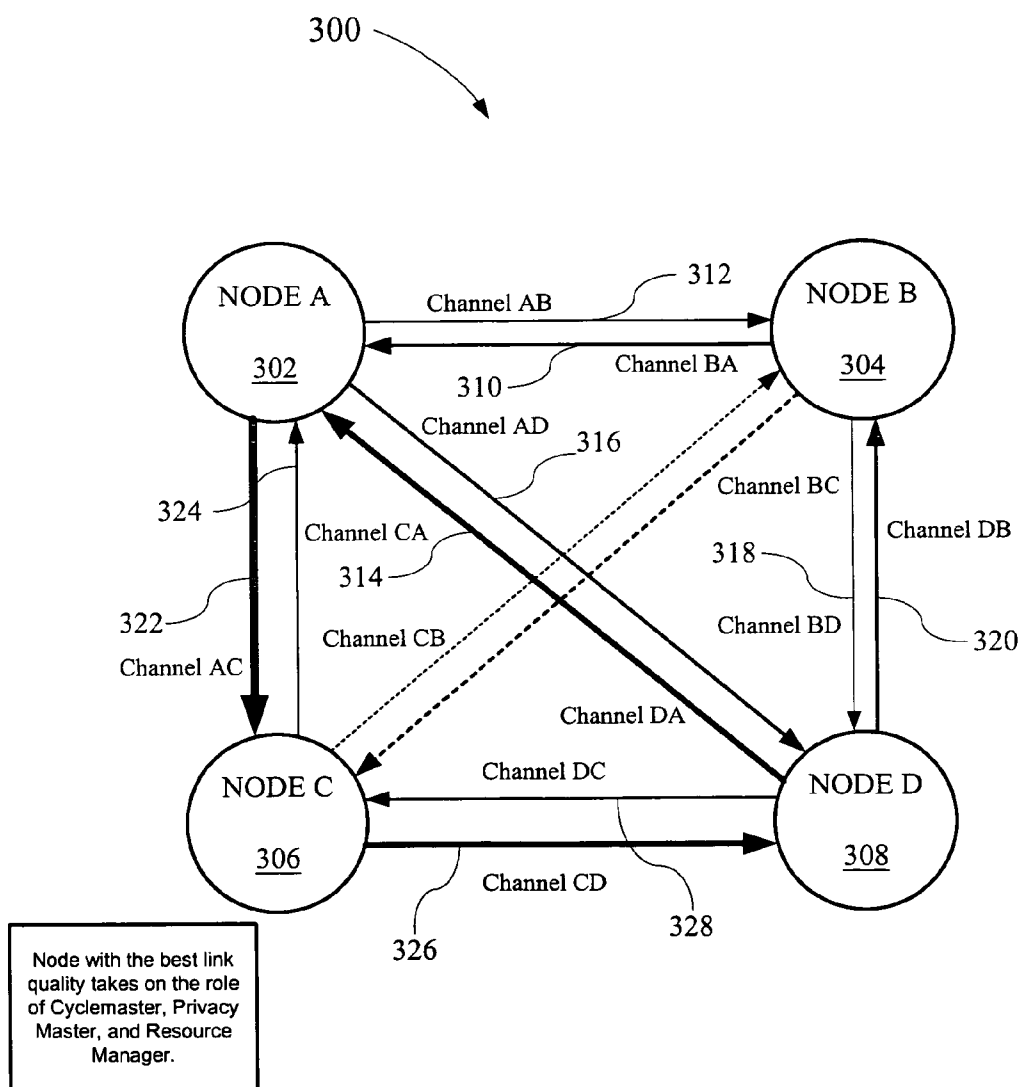 300
NODE A
302
NODE B
304
Channel AB
312
310
Channel BA
Channel AD
316
Channel BC
Channel DB
324
Channel CA
314
318
322
Channel CB
Channel BD
320
Channel AC
Channel DA
NODE C
306
Channel DC
NODE D
308
Channel CD
326
328
Node with the best link
quality takes on the role
of Cyclemaster, Privacy
Master, and Resource
Manager.